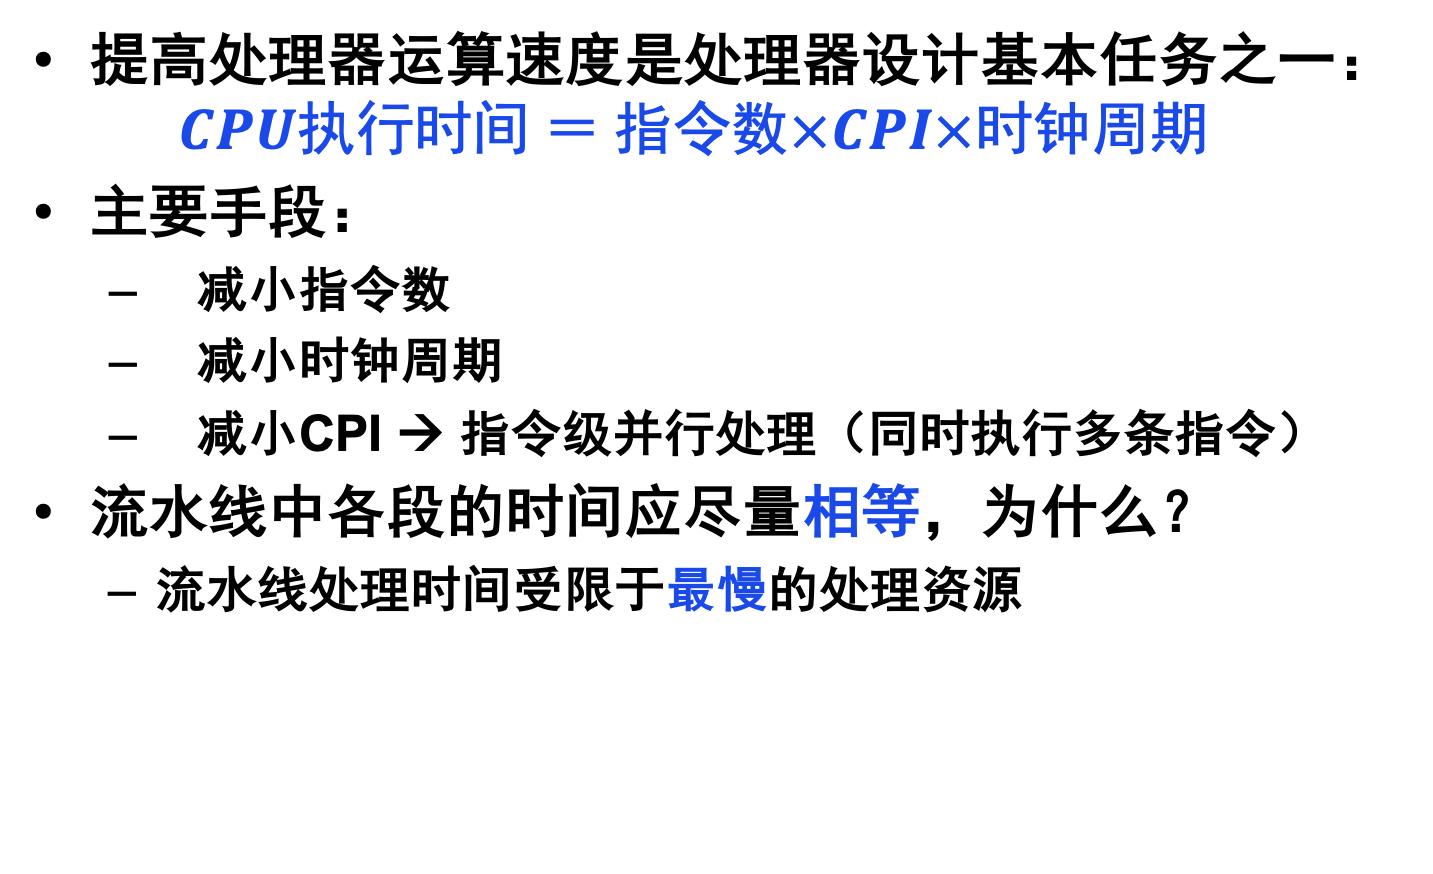 • 提高处理器运算速度是处理器设计基本任务之一：
CPU执行时间 = 指令数×CPI×时钟周期
• 主要手段：
– 减小指令数
– 减小时钟周期
– 减小CPI → 指令级并行处理（同时执行多条指令）
• 流水线中各段的时间应尽量相等，为什么？
– 流水线处理时间受限于最慢的处理资源